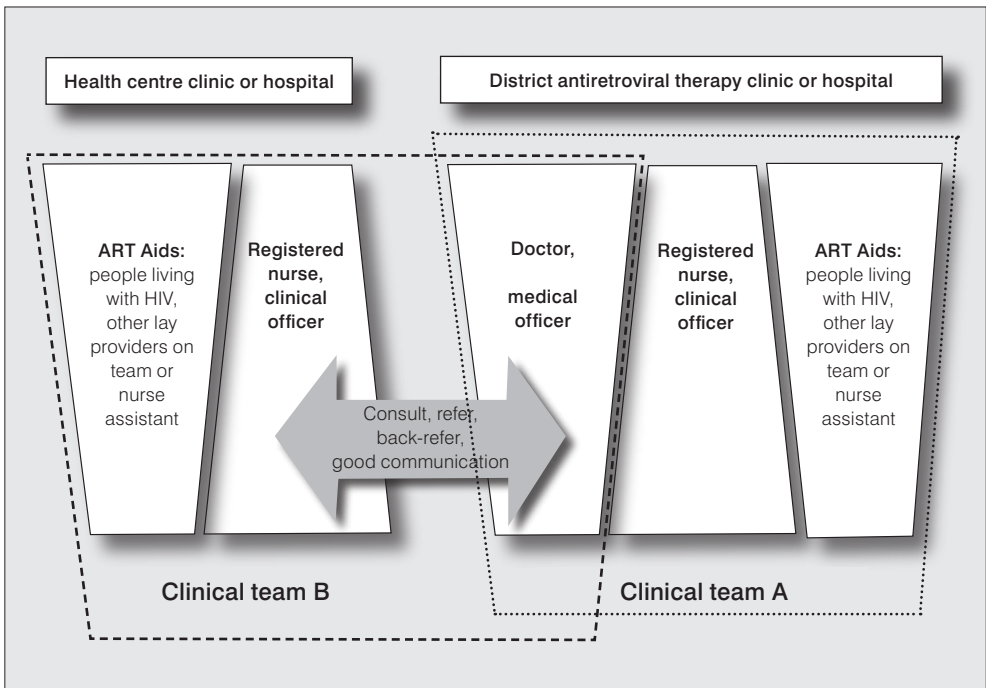 Health centre clinic or hospital
District antiretroviral therapy clinic or hospital
ART Aids:
people living
with HIV,
other lay
providers on
team or
nurse
assistant
Registered
nurse,
clinical
officer
Doctor,
medical
officer
Registered
nurse,
clinical
officer
ART Aids:
people living
with HIV,
other lay
providers on
team or
nurse
assistant
Consult, refer,
back-refer,
good communication
Clinical team B
Clinical team A